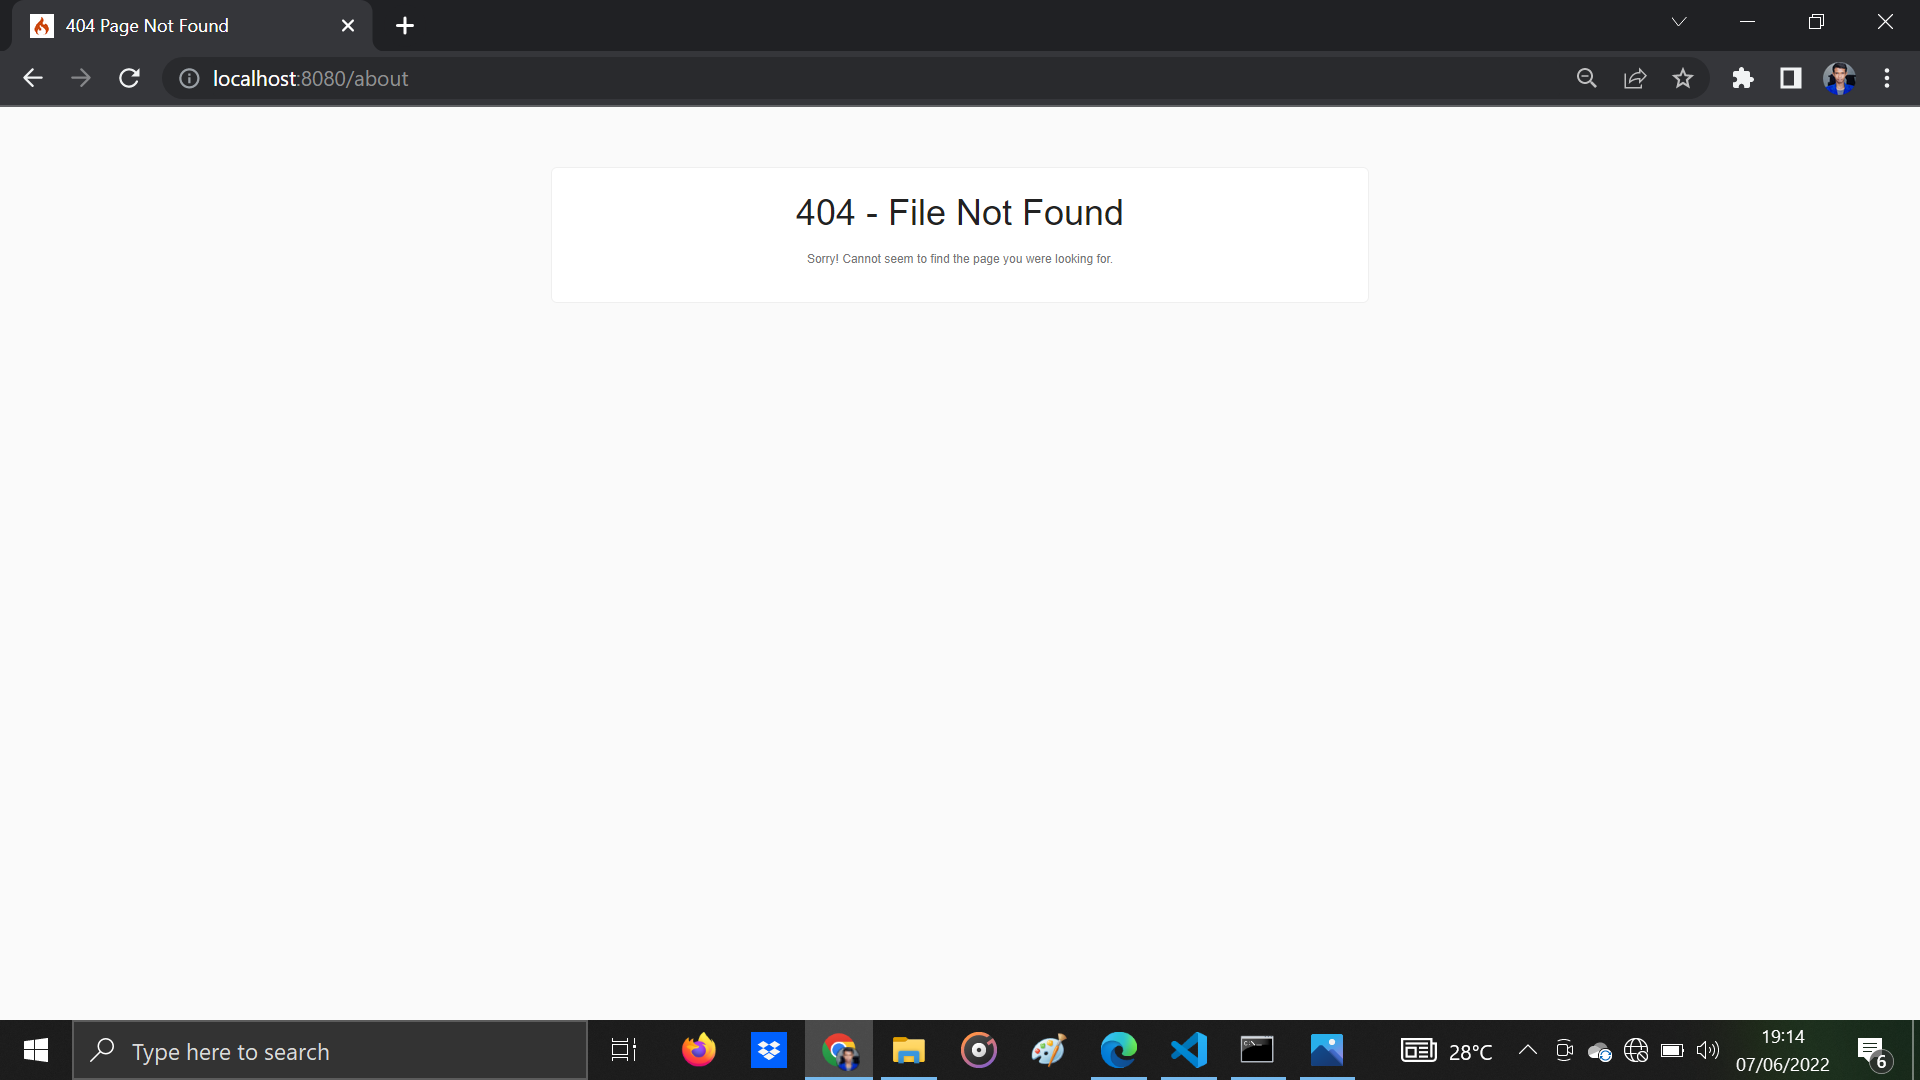 404 Page Not Found
localhost:8080/about
404 - File Not Found
Sorry! Cannot seem to find the page you were looking for.
Type here to search
28°C
19:14
07/06/2022
6